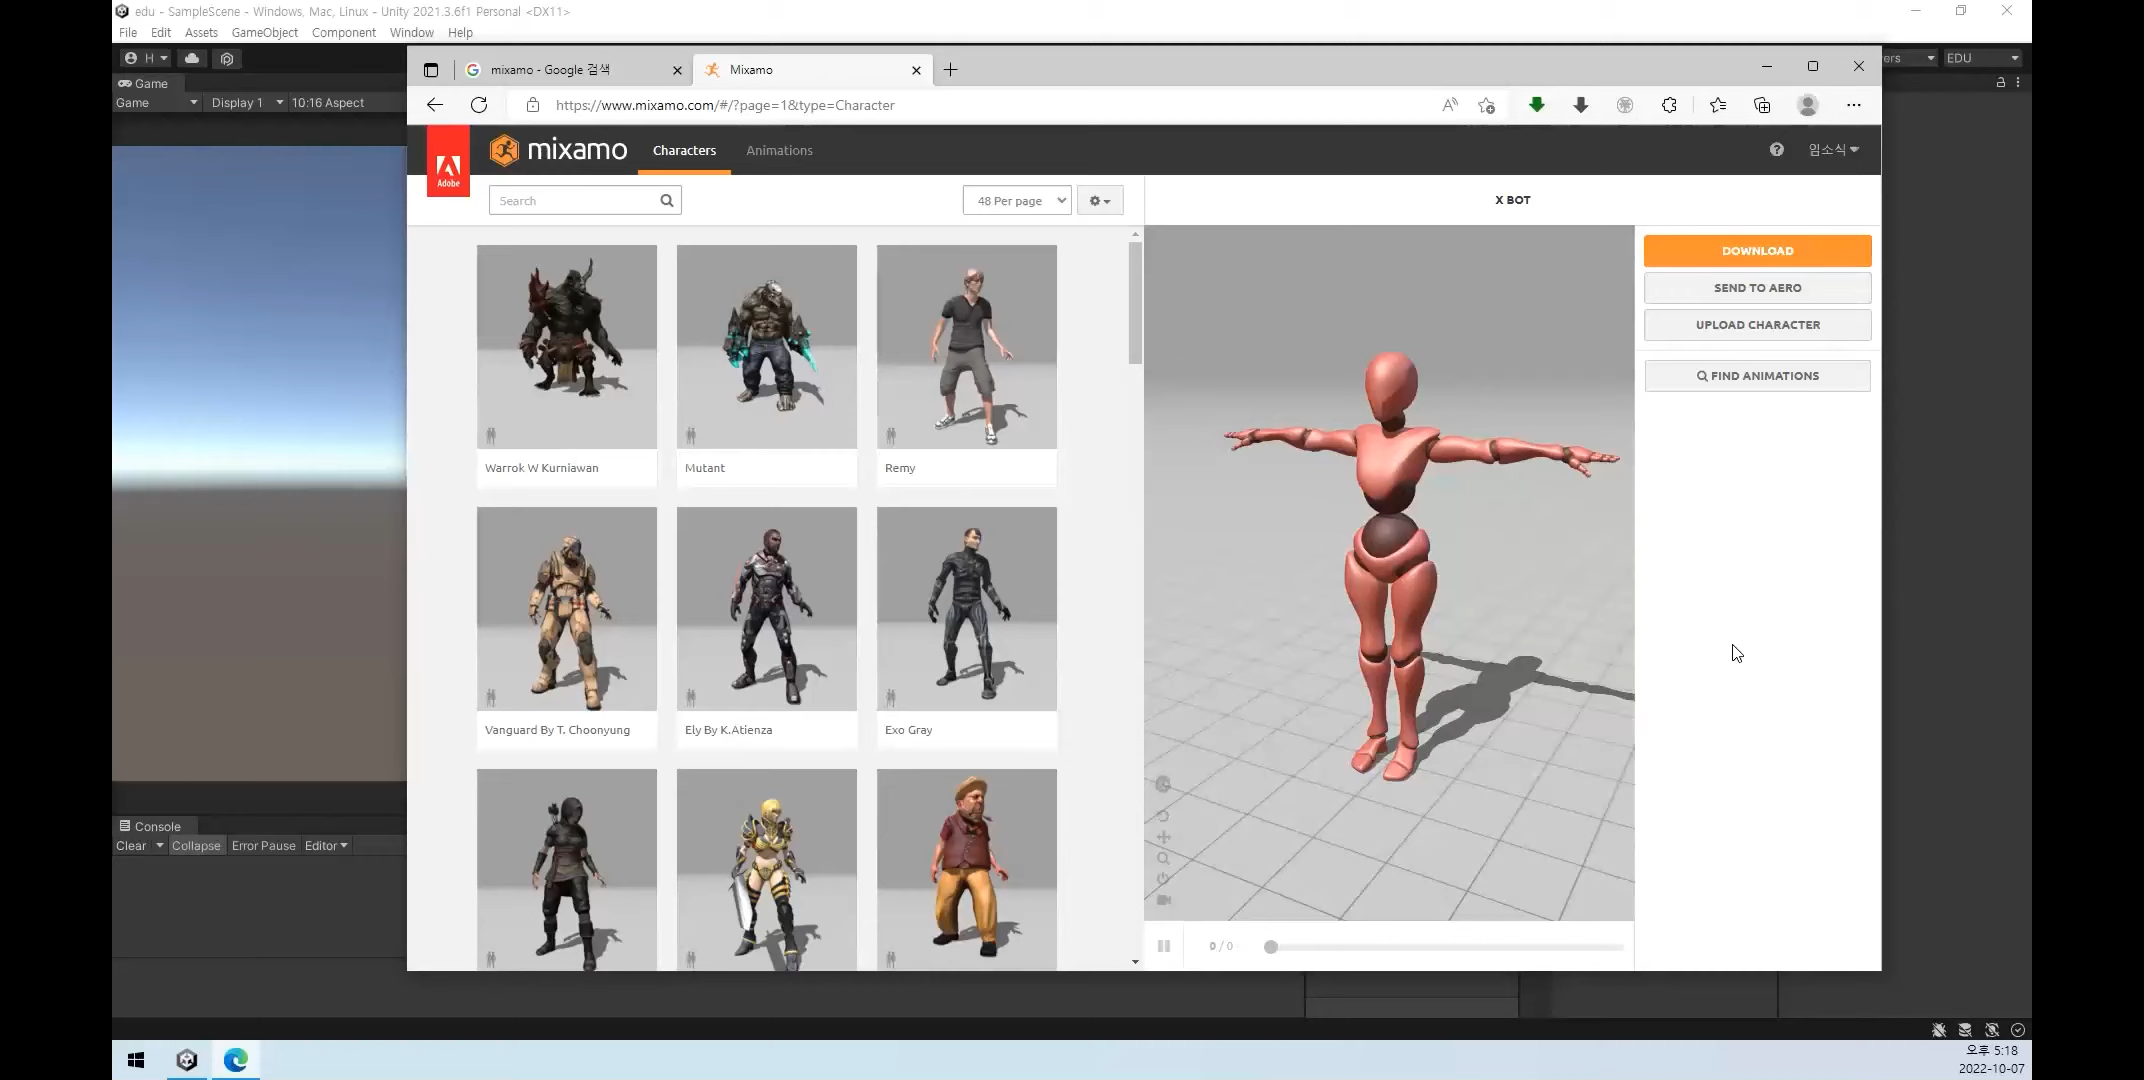 edu - SampleScene - Windows, Mac, Linux - Unity 2021.3.6f1 Personal <DX11>
File Edit Assets GameObject Component Window Help
H
ers EDU
mixamo - Google 검색
Mixamo
Game
Game Display 1 10:16 Aspect
https://www.mixamo.com/#/?page=1&type=Character
Adobe
mixamo
Characters
Animations
임소식
Search
48 Per page
X BOT
DOWNLOAD
SEND TO AERO
UPLOAD CHARACTER
FIND ANIMATIONS
Warrok W Kurniawan
Mutant
Remy
Vanguard By T. Choonyung
Ely By K.Atienza
Exo Gray
Console
Clear Collapse Error Pause Editor
0 / 0
오후 5:18
2022-10-07